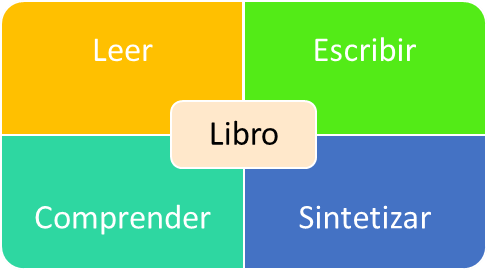 Leer
Escribir
Libro
Comprender
Sintetizar